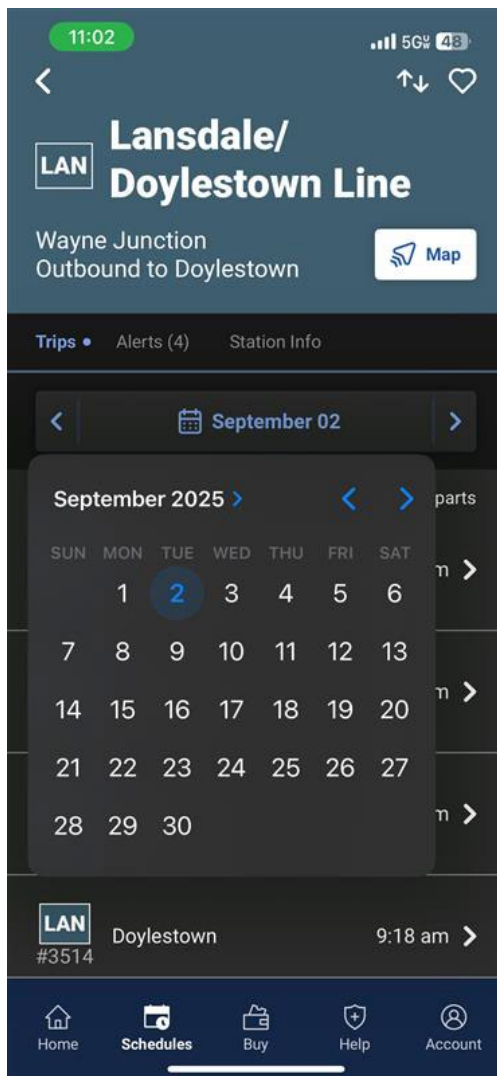 11:02 5G 48
LAN
Lansdale/
Doylestown Line
Wayne Junction
Outbound to Doylestown
Map
Trips • Alerts (4) Station Info
September 02
September 2025
parts
SUN MON TUE WED THU FRI SAT
1 2 3 4 5 6
m
7 8 9 10 11 12 13
14 15 16 17 18 19 20
m
21 22 23 24 25 26 27
28 29 30
m
LAN
#3514
Doylestown 9:18 am
Home Schedules Buy Help Account